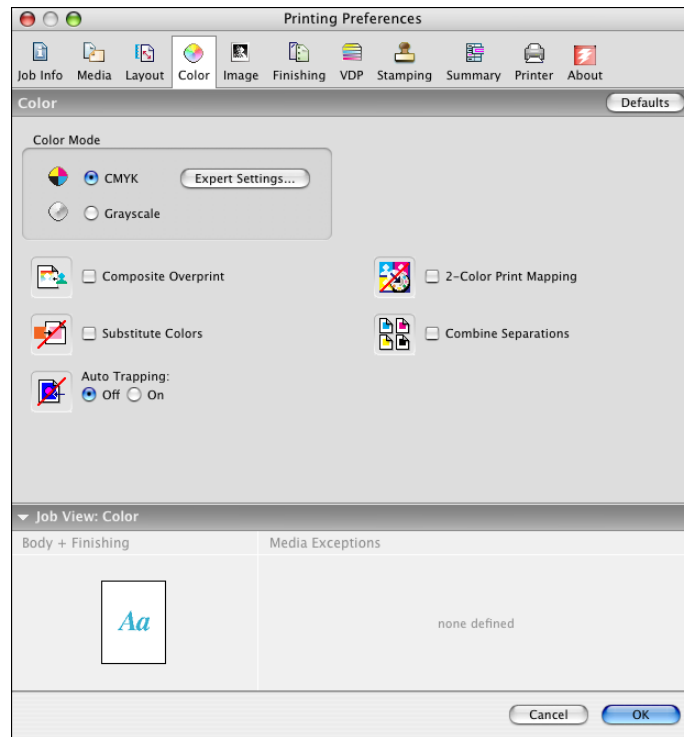 Printing Preferences
Job Info Media Layout Color Image Finishing VDP Stamping Summary Printer About
Color Defaults
Color Mode
CMYK Expert Settings...
Grayscale
Composite Overprint 2-Color Print Mapping
Substitute Colors Combine Separations
Auto Trapping:
Off On
Job View: Color
Body + Finishing Media Exceptions
Aa none defined
Cancel OK